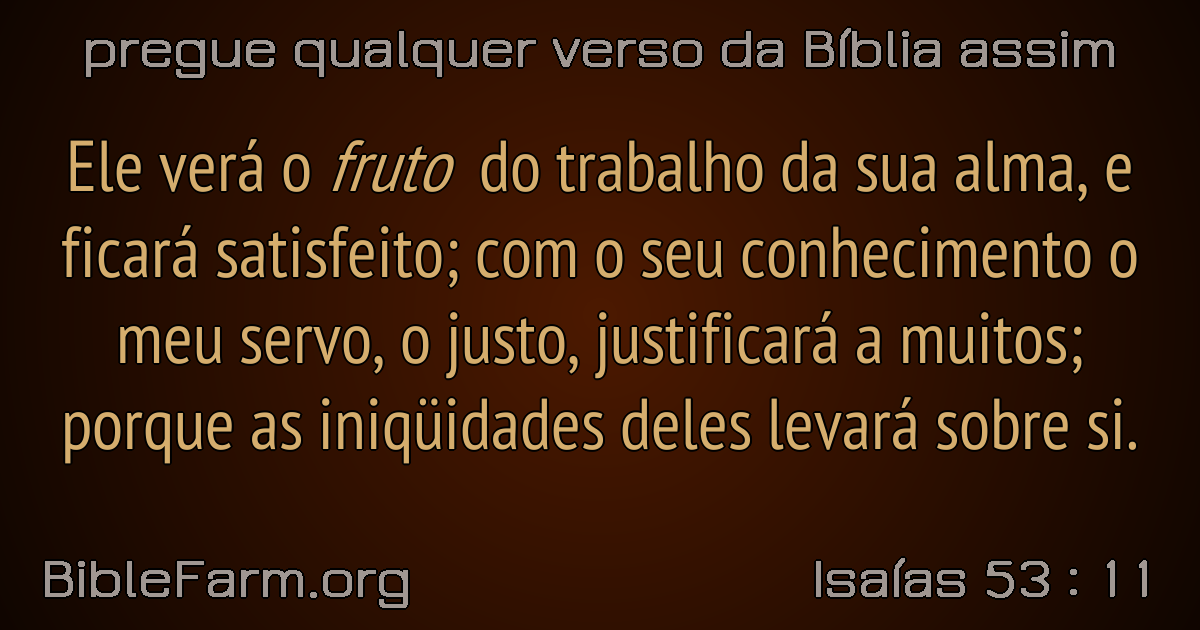 pregue qualquer verso da Bíblia assim
Ele verá o fruto do trabalho da sua alma, e
ficará satisfeito; com o seu conhecimento o
meu servo, o justo, justificará a muitos;
porque as iniqüidades deles levará sobre si.
BibleFarm.org
Isaías 53 : 11